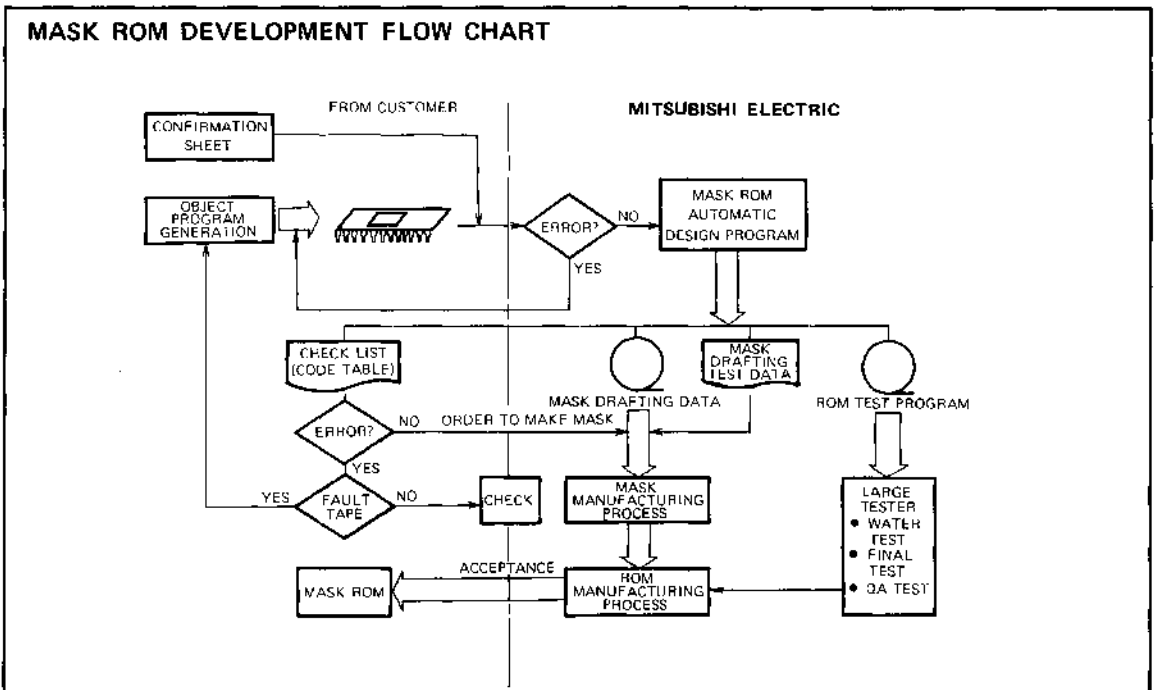 MASK ROM DEVELOPMENT FLOW CHART
FROM CUSTOMER
MITSUBISHI ELECTRIC
CONFIRMATION
SHEET
OBJECT
PROGRAM
GENERATION
ERROR?
NO
YES
MASK ROM
AUTOMATIC
DESIGN PROGRAM
CHECK LIST
(CODE TABLE)
MASK
DRAFTING
TEST DATA
MASK DRAFTING DATA
ROM TEST PROGRAM
ERROR?
NO
ORDER TO MAKE MASK
YES
YES
FAULT
TAPE
NO
CHECK
MASK
MANUFACTURING
PROCESS
LARGE
TESTER
• WATER
TEST
• FINAL
TEST
• QA TEST
MASK ROM
ACCEPTANCE
ROM
MANUFACTURING
PROCESS